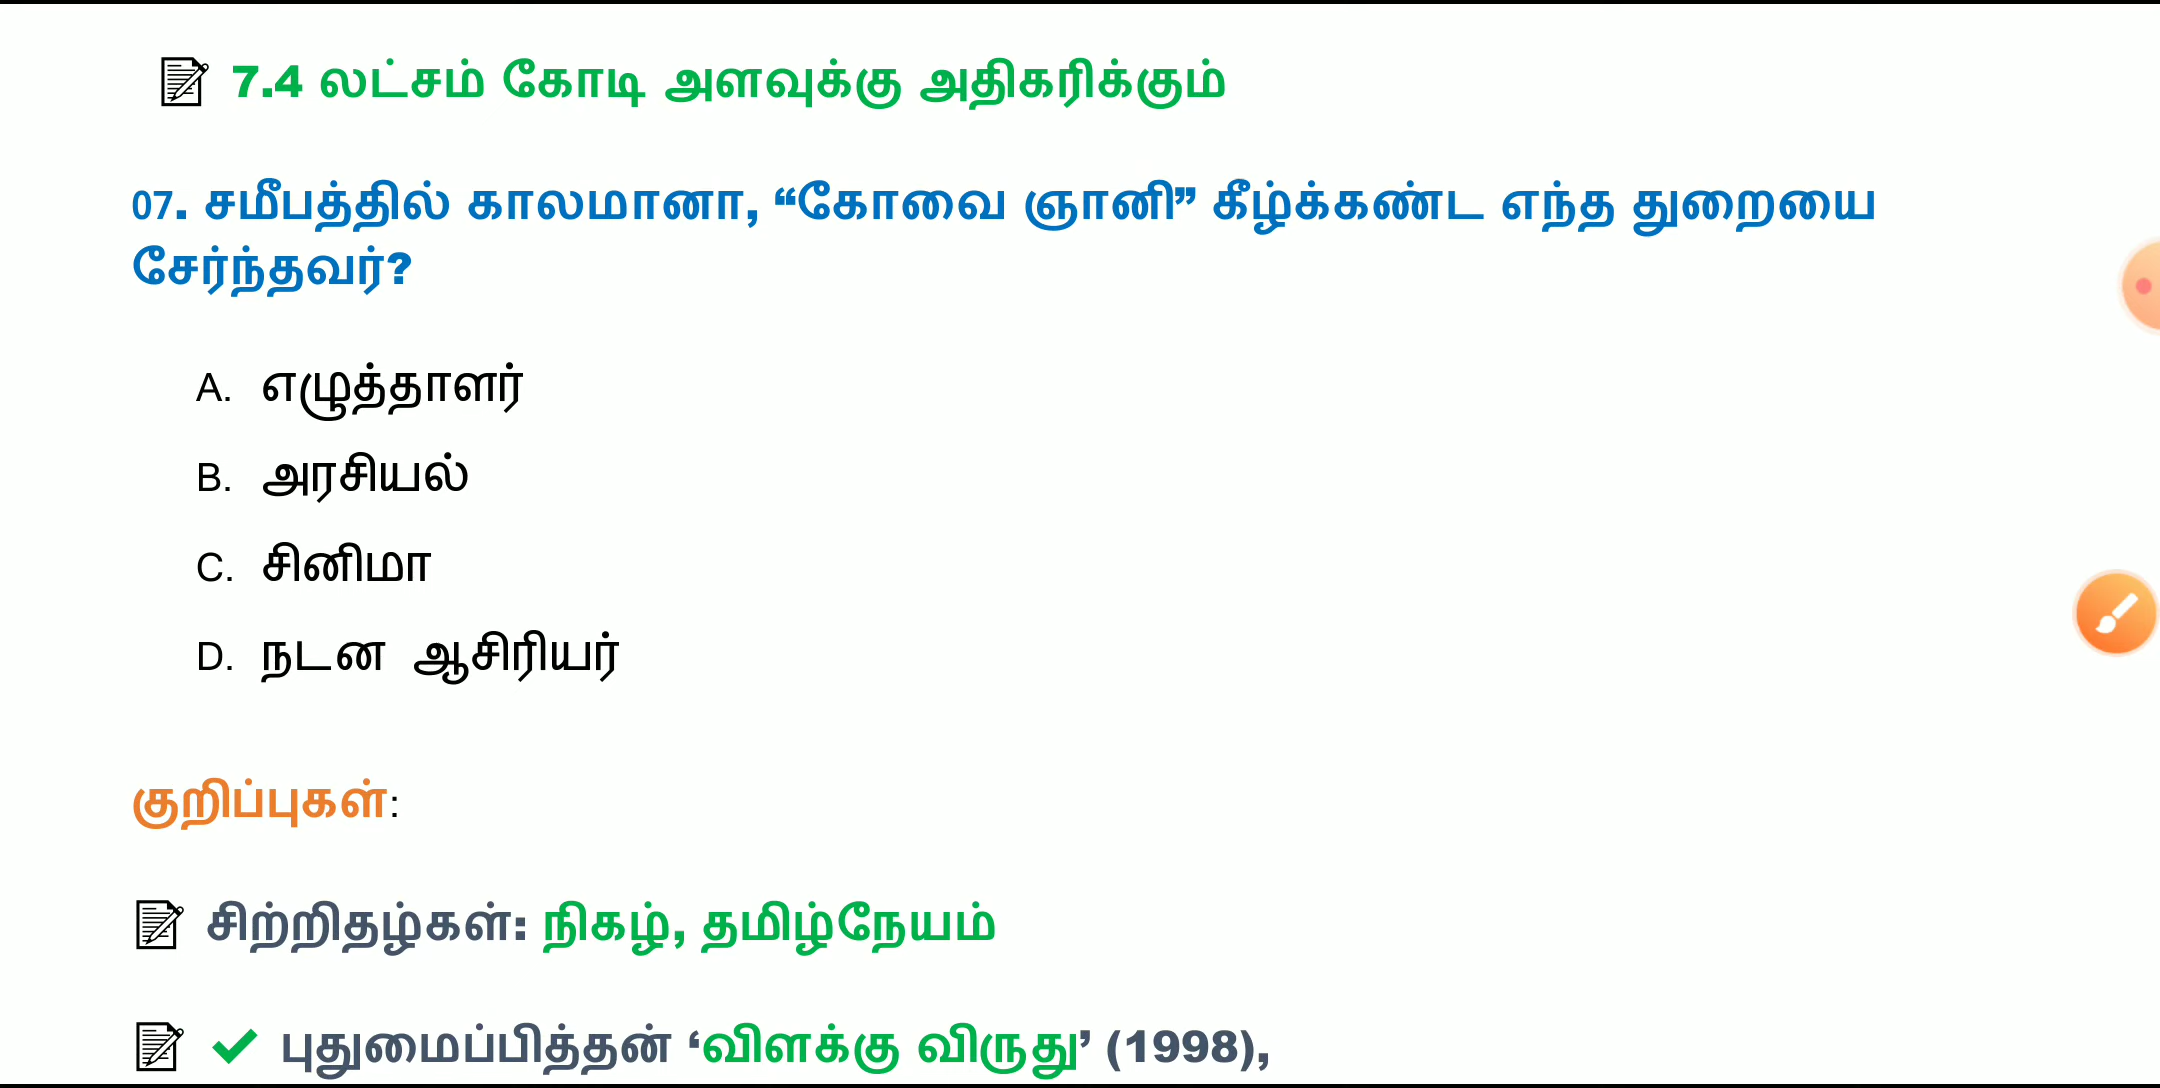 7.4 லட்சம் கோடி அளவுக்கு அதிகரிக்கும்
07. சமீபத்தில் காலமானா, “கோவை ஞானி” கீழ்க்கண்ட எந்த துறையை
சேர்ந்தவர்?
A. எழுத்தாளர்
B. அரசியல்
C. சினிமா
D. நடன ஆசிரியர்
குறிப்புகள்:
சிற்றிதழ்கள்: நிகழ், தமிழ்நேயம்
✔ புதுமைப்பித்தன் ‘விளக்கு விருது’ (1998),